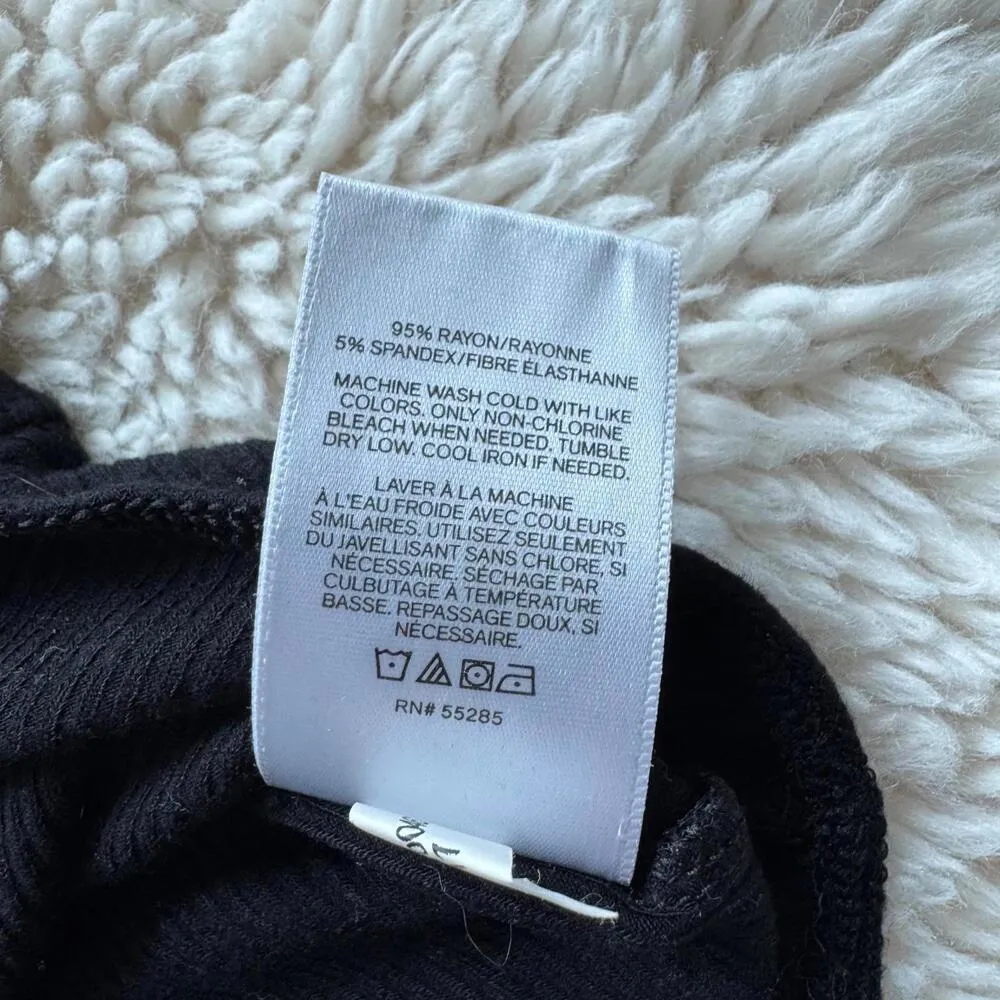 95% RAYON/RAYONNE
5% SPANDEX/FIBRE ÉLASTHANNE
MACHINE WASH COLD WITH LIKE
COLORS. ONLY NON-CHLORINE
BLEACH WHEN NEEDED. TUMBLE
DRY LOW. COOL IRON IF NEEDED.
LAVER À LA MACHINE
À L'EAU FROIDE AVEC COULEURS
SIMILAIRES. UTILISEZ SEULEMENT
DU JAVELLISANT SANS CHLORE, SI
NÉCESSAIRE. SÉCHAGE PAR
CULBUTAGE À TEMPÉRATURE
BASSE. REPASSAGE DOUX, SI
NÉCESSAIRE.
RN# 55285